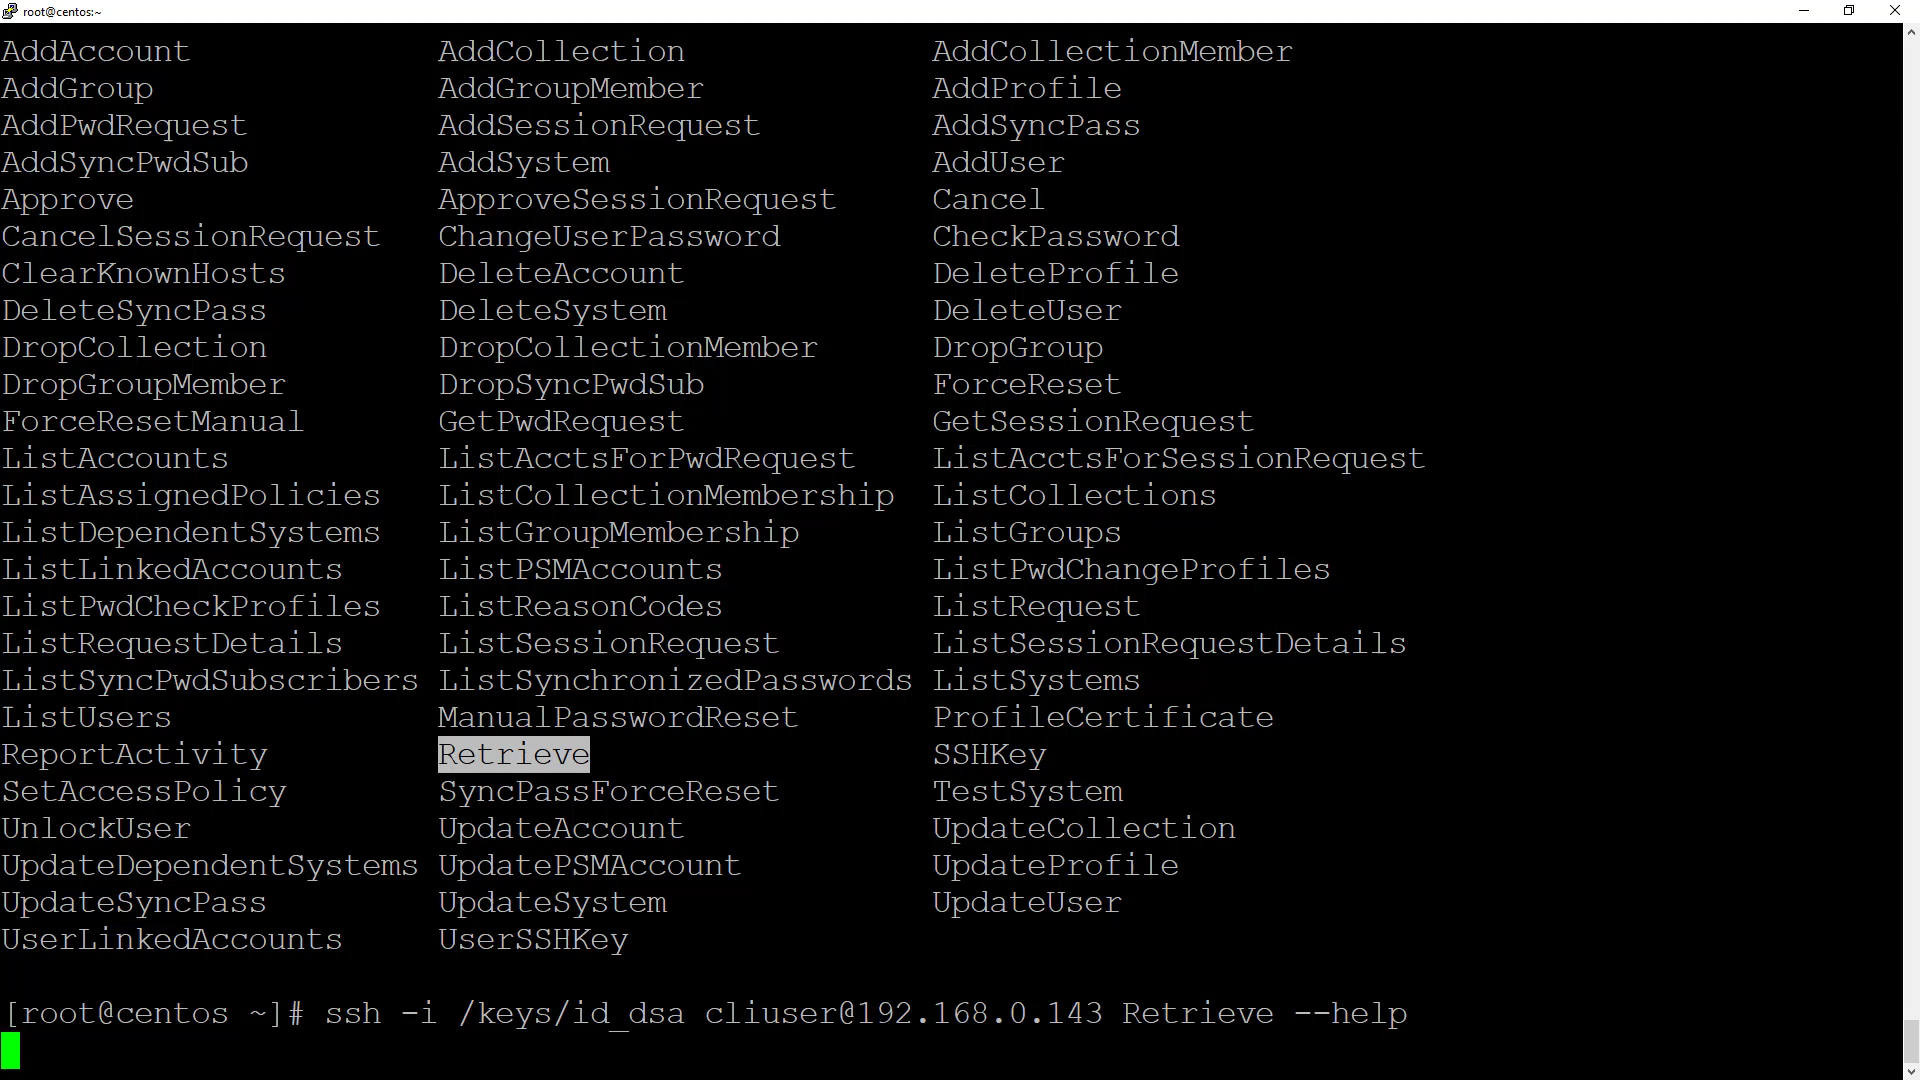 root@centos:~
AddAccount AddCollection AddCollectionMember
AddGroup AddGroupMember AddProfile
AddPwdRequest AddSessionRequest AddSyncPass
AddSyncPwdSub AddSystem AddUser
Approve ApproveSessionRequest Cancel
CancelSessionRequest ChangeUserPassword CheckPassword
ClearKnownHosts DeleteAccount DeleteProfile
DeleteSyncPass DeleteSystem DeleteUser
DropCollection DropCollectionMember DropGroup
DropGroupMember DropSyncPwdSub ForceReset
ForceResetManual GetPwdRequest GetSessionRequest
ListAccounts ListAcctsForPwdRequest ListAcctsForSessionRequest
ListAssignedPolicies ListCollectionMembership ListCollections
ListDependentSystems ListGroupMembership ListGroups
ListLinkedAccounts ListPSMAccounts ListPwdChangeProfiles
ListPwdCheckProfiles ListReasonCodes ListRequest
ListRequestDetails ListSessionRequest ListSessionRequestDetails
ListSyncPwdSubscribers ListSynchronizedPasswords ListSystems
ListUsers ManualPasswordReset ProfileCertificate
ReportActivity Retrieve SSHKey
SetAccessPolicy SyncPassForceReset TestSystem
UnlockUser UpdateAccount UpdateCollection
UpdateDependentSystems UpdatePSMAccount UpdateProfile
UpdateSyncPass UpdateSystem UpdateUser
UserLinkedAccounts UserSSHKey
[root@centos ~]# ssh -i /keys/id_dsa cliuser@192.168.0.143 Retrieve --help